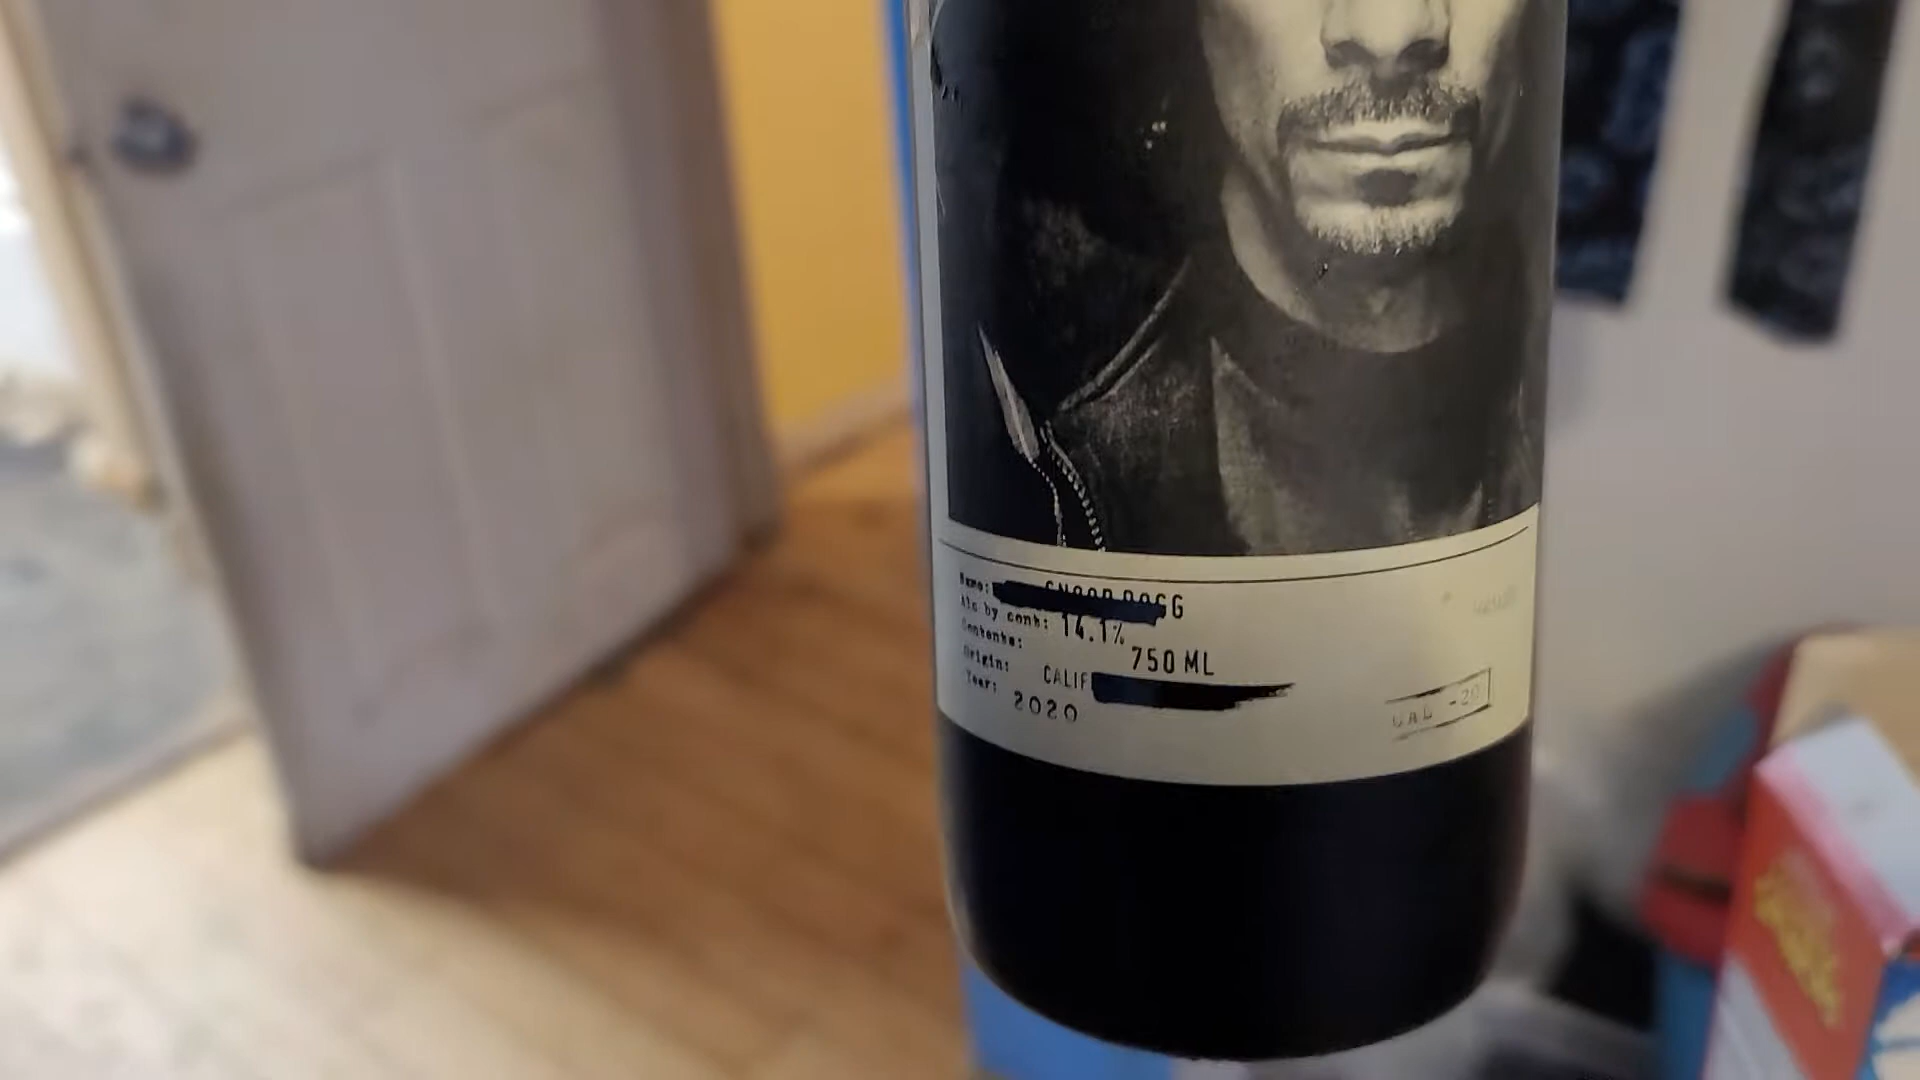 Name: SNOOP DOGG
Alc by cont: 14.1%
Contents: 750 ML
Origin: CALIF
Year: 2020
CAL -20